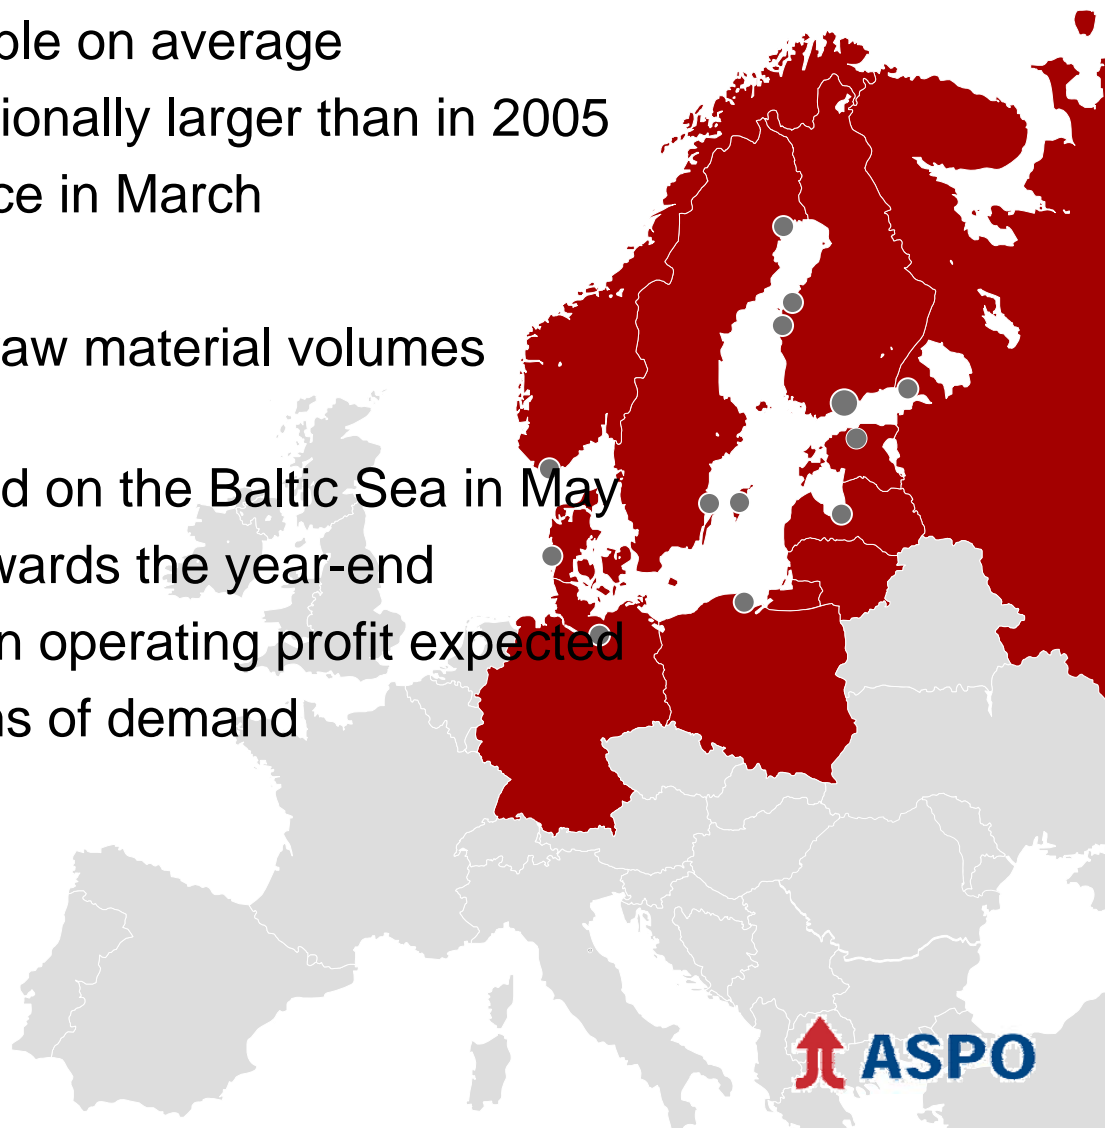 ble on average
ionally larger than in 2005
ce in March
aw material volumes
d on the Baltic Sea in May
wards the year-end
n operating profit expected
ns of demand
ASPO